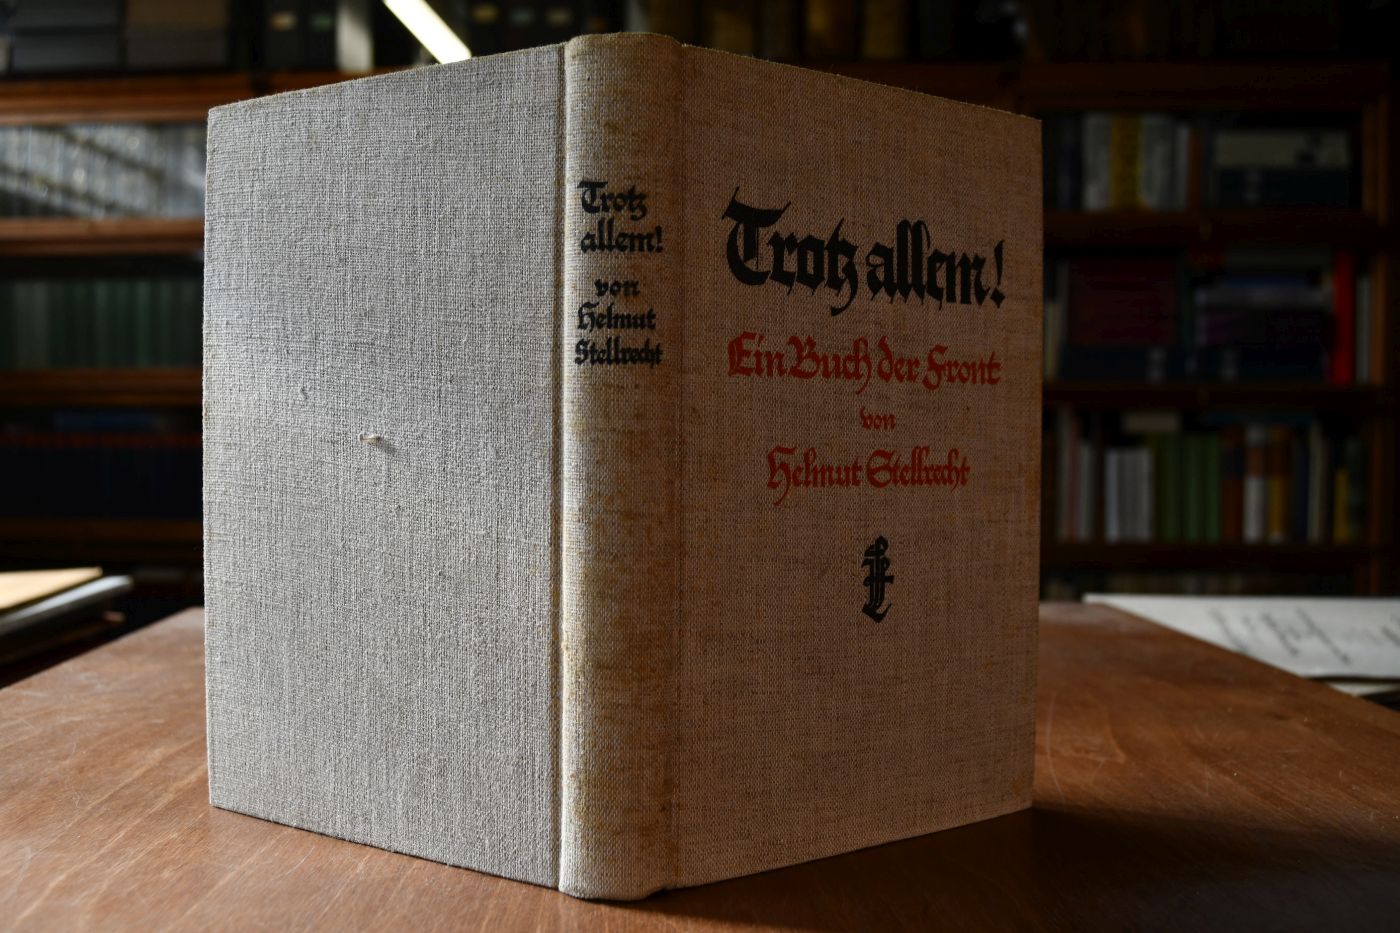 Trotz
allem!
von
Helmut
Stellrecht
Trotz allem!
Ein Buch der Front
von
Helmut Stellrecht